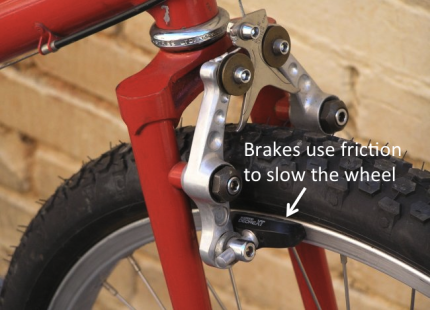 Brakes use friction
to slow the wheel